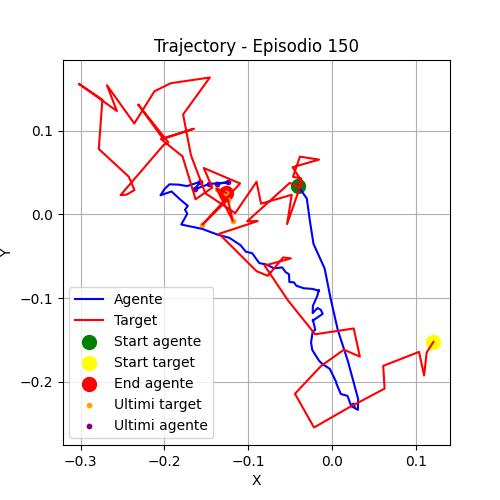 Trajectory - Episodio 150
Y
0.1
0.0
−0.1
−0.2
Agente
Target
Start agente
Start target
End agente
Ultimi target
Ultimi agente
−0.3
−0.2
−0.1
0.0
0.1
X